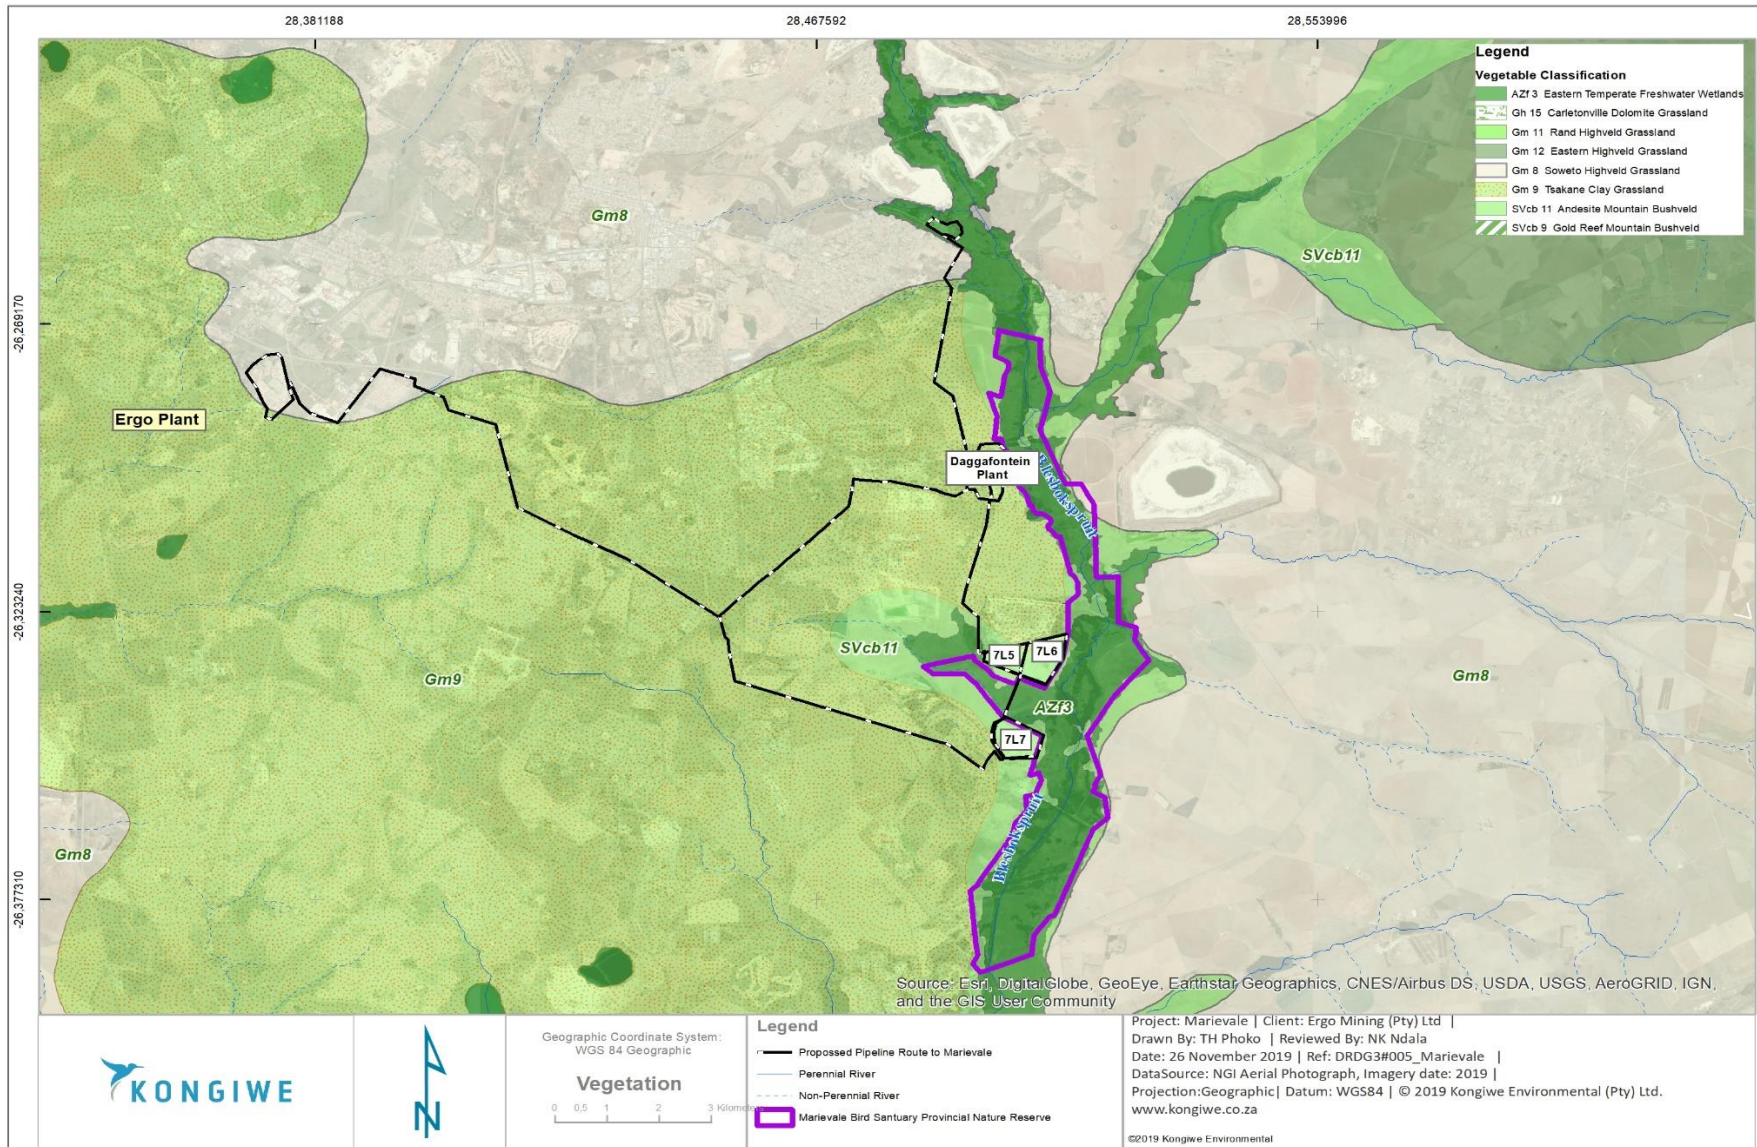 28,381188
28,467592
28,553996
-26,269170
-26,323240
-26,377310
Legend
Vegetable Classification
AZf 3 Eastern Temperate Freshwater Wetlands
Gh 15 Carletonville Dolomite Grassland
Gm 11 Rand Highveld Grassland
Gm 12 Eastern Highveld Grassland
Gm 8 Soweto Highveld Grassland
Gm 9 Tsakane Clay Grassland
SVcb 11 Andesite Mountain Bushveld
SVcb 9 Gold Reef Mountain Bushveld
Gm8
SVcb11
Ergo Plant
Daggafontein
Plant
Blesbokspruit
SVcb11
7L5
7L6
Gm9
Gm8
AZf3
7L7
Blesbokspruit
Gm8
Source: Esri, DigitalGlobe, GeoEye, Earthstar Geographics, CNES/Airbus DS, USDA, USGS, AeroGRID, IGN,
and the GIS User Community
KONGIWE
N
Geographic Coordinate System:
WGS 84 Geographic
Vegetation
0 0,5 1 2 3 Kilometers
Legend
Propossed Pipeline Route to Marievale
Perennial River
Non-Perennial River
Marievale Bird Santuary Provincial Nature Reserve
Project: Marievale | Client: Ergo Mining (Pty) Ltd |
Drawn By: TH Phoko | Reviewed By: NK Ndala
Date: 26 November 2019 | Ref: DRDG3#005_Marievale |
DataSource: NGI Aerial Photograph, Imagery date: 2019 |
Projection:Geographic| Datum: WGS84 | © 2019 Kongiwe Environmental (Pty) Ltd.
www.kongiwe.co.za
©2019 Kongiwe Environmental